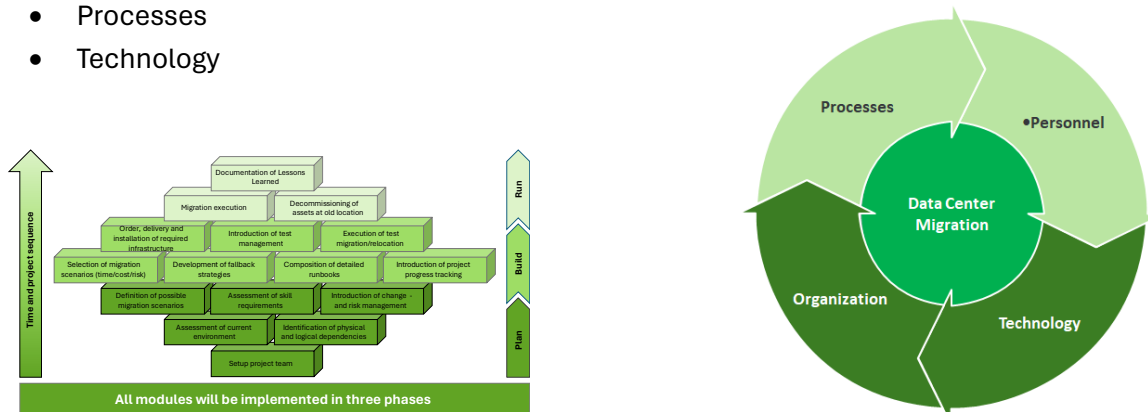 • Processes
• Technology
Time and project sequence
Documentation of Lessons
Learned
Migration execution
Decommissioning of
assets at old location
Order, delivery and
installation of required
infrastructure
Introduction of test
management
Execution of test
migration/relocation
Selection of migration
scenarios (time/cost/risk)
Development of fallback
strategies
Composition of detailed
runbooks
Introduction of project
progress tracking
Definition of possible
migration scenarios
Assessment of skill
requirements
Introduction of change -
and risk management
Assessment of current
environment
Identification of physical
and logical dependencies
Setup project team
Run
Build
Plan
All modules will be implemented in three phases
Processes
•Personnel
Data Center
Migration
Organization
Technology